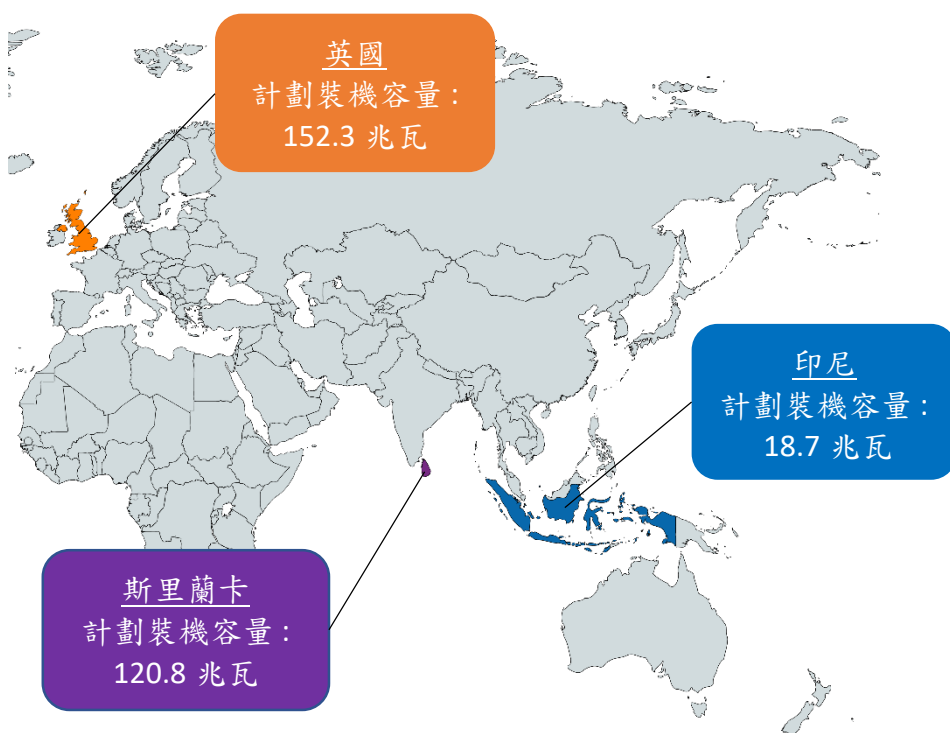 英國
計劃裝機容量：
152.3 兆瓦
印尼
計劃裝機容量：
18.7 兆瓦
斯里蘭卡
計劃裝機容量：
120.8 兆瓦